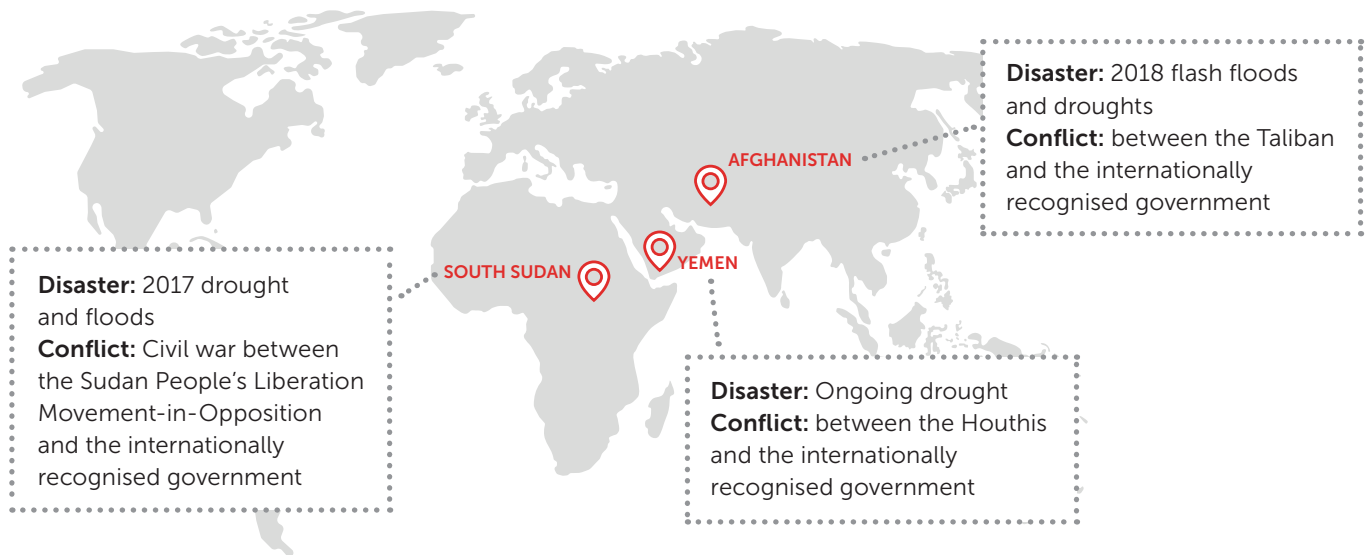 Disaster: 2018 flash floods
and droughts
Conflict: between the Taliban
and the internationally
recognised government
AFGHANISTAN
YEMEN
SOUTH SUDAN
Disaster: 2017 drought
and floods
Conflict: Civil war between
the Sudan People’s Liberation
Movement-in-Opposition
and the internationally
recognised government
Disaster: Ongoing drought
Conflict: between the Houthis
and the internationally
recognised government